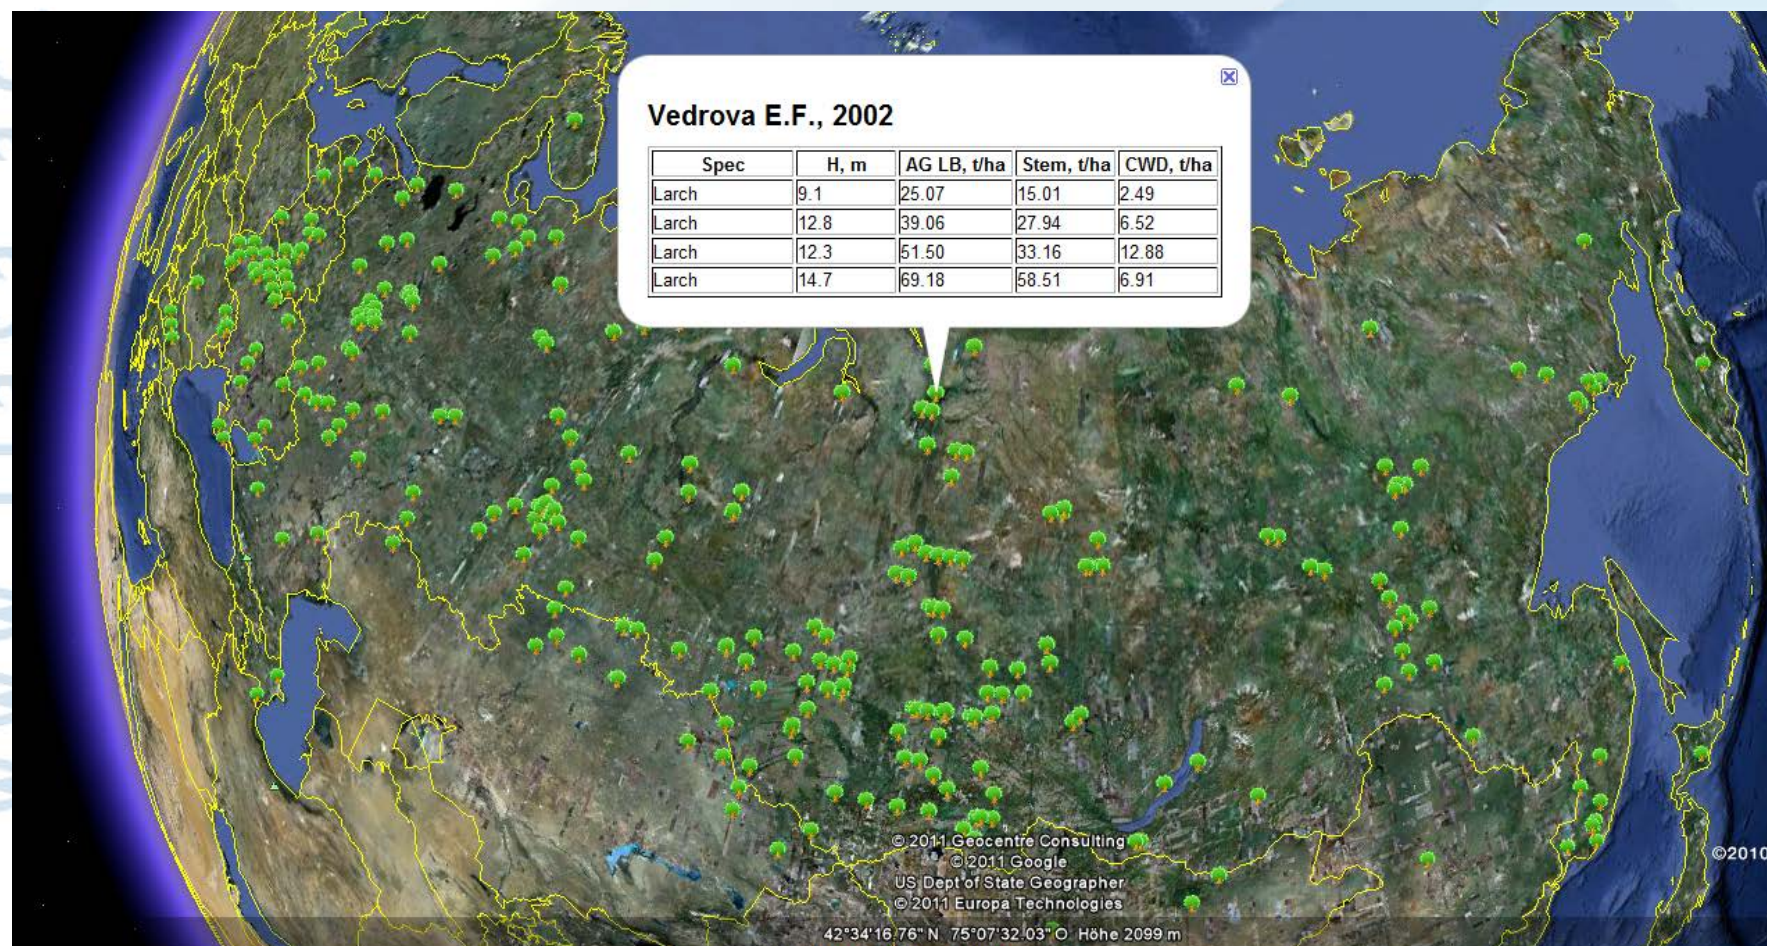 Vedrova E.F., 2002
Spec H, m AG LB, t/ha Stem, t/ha CWD, t/ha
Larch 9.1 25.07 15.01 2.49
Larch 12.8 39.06 27.94 6.52
Larch 12.3 51.50 33.16 12.88
Larch 14.7 69.18 58.51 6.91
© 2011 Geocentre Consulting
© 2011 Google
US Dept of State Geographer
© 2011 Europa Technologies
©2010
42°34'16.76" N 75°07'32.03" O Höhe 2099 m